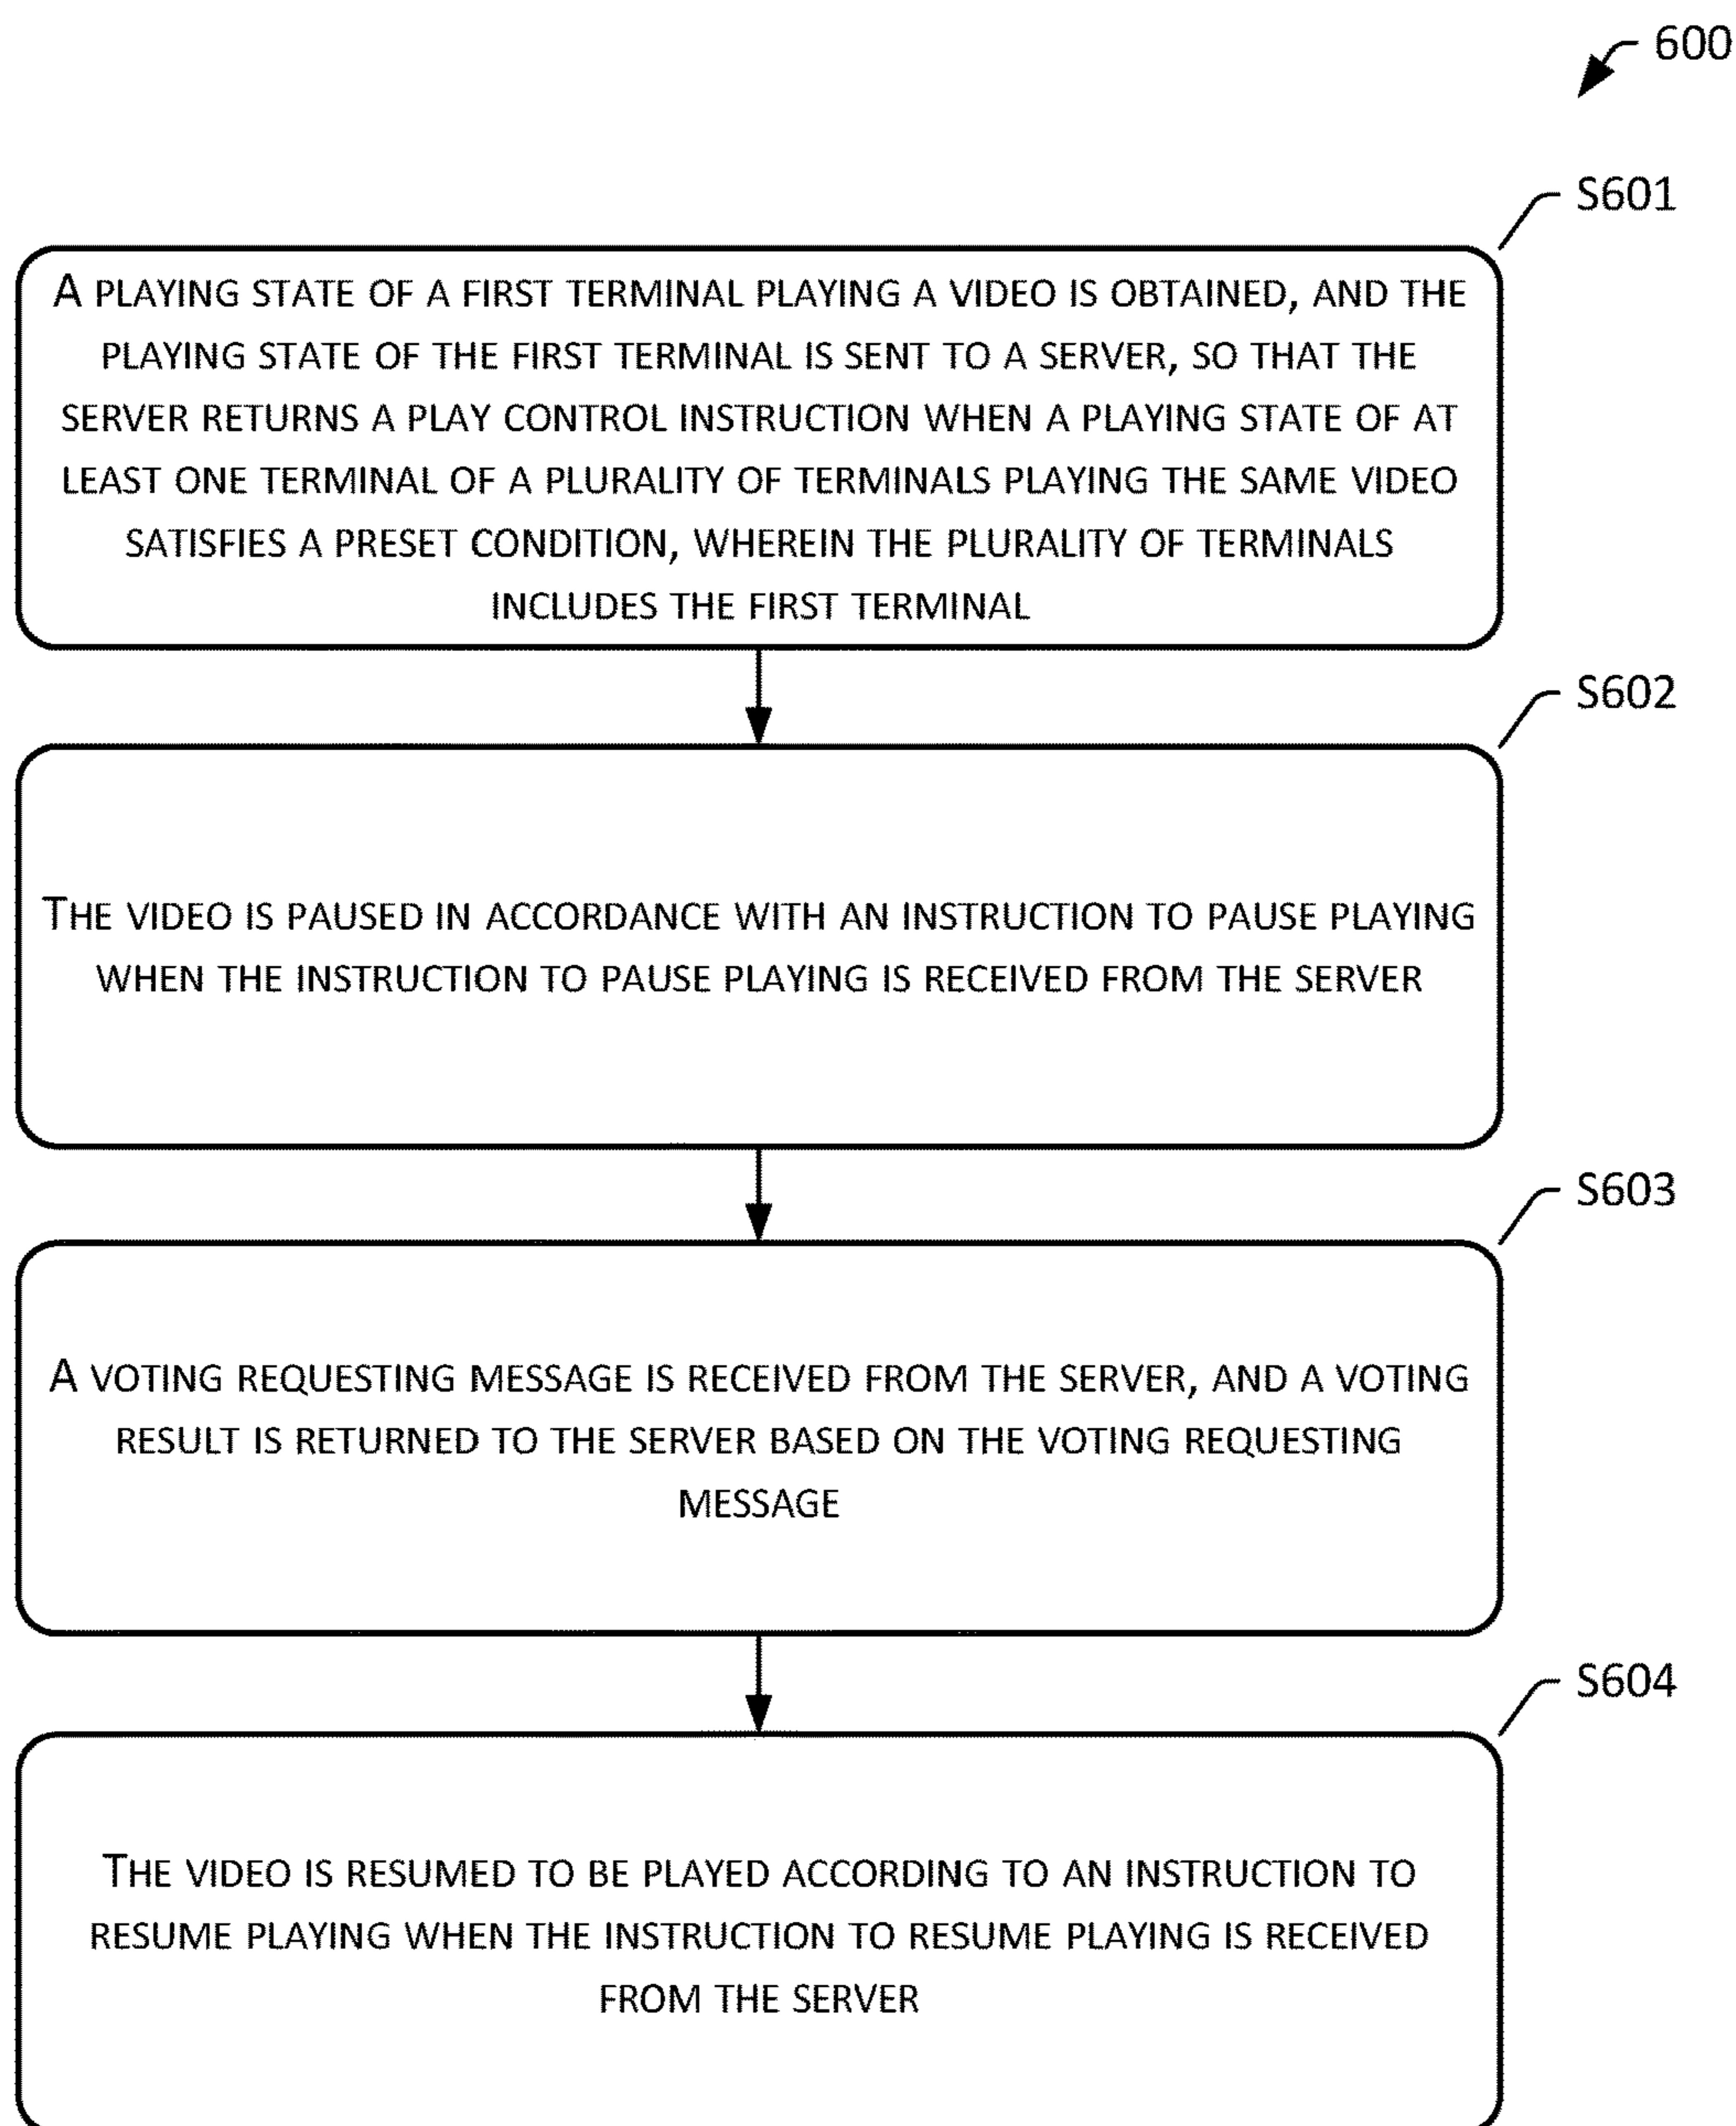 600
S601
A PLAYING STATE OF A FIRST TERMINAL PLAYING A VIDEO IS OBTAINED, AND THE
PLAYING STATE OF THE FIRST TERMINAL IS SENT TO A SERVER, SO THAT THE
SERVER RETURNS A PLAY CONTROL INSTRUCTION WHEN A PLAYING STATE OF AT
LEAST ONE TERMINAL OF A PLURALITY OF TERMINALS PLAYING THE SAME VIDEO
SATISFIES A PRESET CONDITION, WHEREIN THE PLURALITY OF TERMINALS
INCLUDES THE FIRST TERMINAL
S602
THE VIDEO IS PAUSED IN ACCORDANCE WITH AN INSTRUCTION TO PAUSE PLAYING
WHEN THE INSTRUCTION TO PAUSE PLAYING IS RECEIVED FROM THE SERVER
S603
A VOTING REQUESTING MESSAGE IS RECEIVED FROM THE SERVER, AND A VOTING
RESULT IS RETURNED TO THE SERVER BASED ON THE VOTING REQUESTING
MESSAGE
S604
THE VIDEO IS RESUMED TO BE PLAYED ACCORDING TO AN INSTRUCTION TO
RESUME PLAYING WHEN THE INSTRUCTION TO RESUME PLAYING IS RECEIVED
FROM THE SERVER